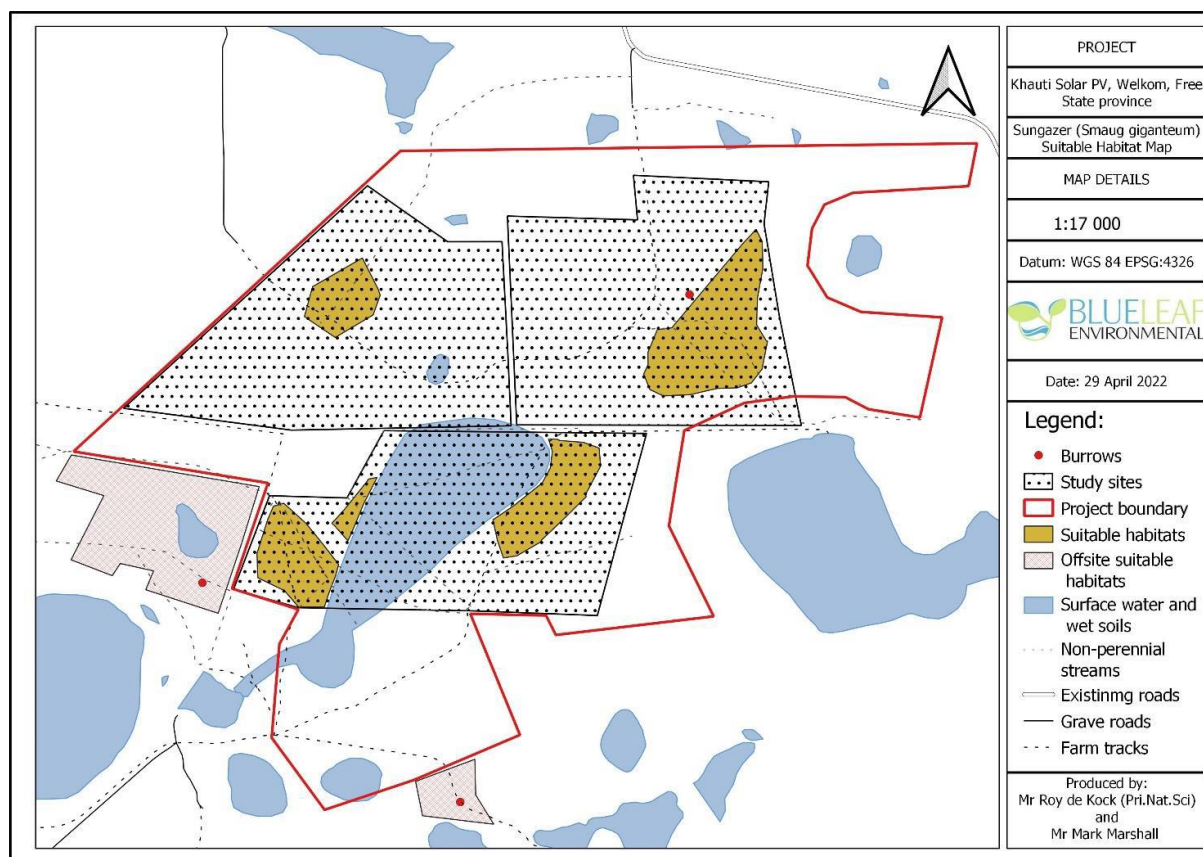 PROJECT
Khauti Solar PV, Welkom, Free
State province
Sungazer (Smaug giganteum)
Suitable Habitat Map
MAP DETAILS
1:17 000
Datum: WGS 84 EPSG:4326
BLUELEAF
ENVIRONMENTAL
Date: 29 April 2022
Legend:
Burrows
Study sites
Project boundary
Suitable habitats
Offsite suitable
habitats
Surface water and
wet soils
Non-perennial
streams
Existinmg roads
Grave roads
Farm tracks
Produced by:
Mr Roy de Kock (Pri.Nat.Sci)
and
Mr Mark Marshall